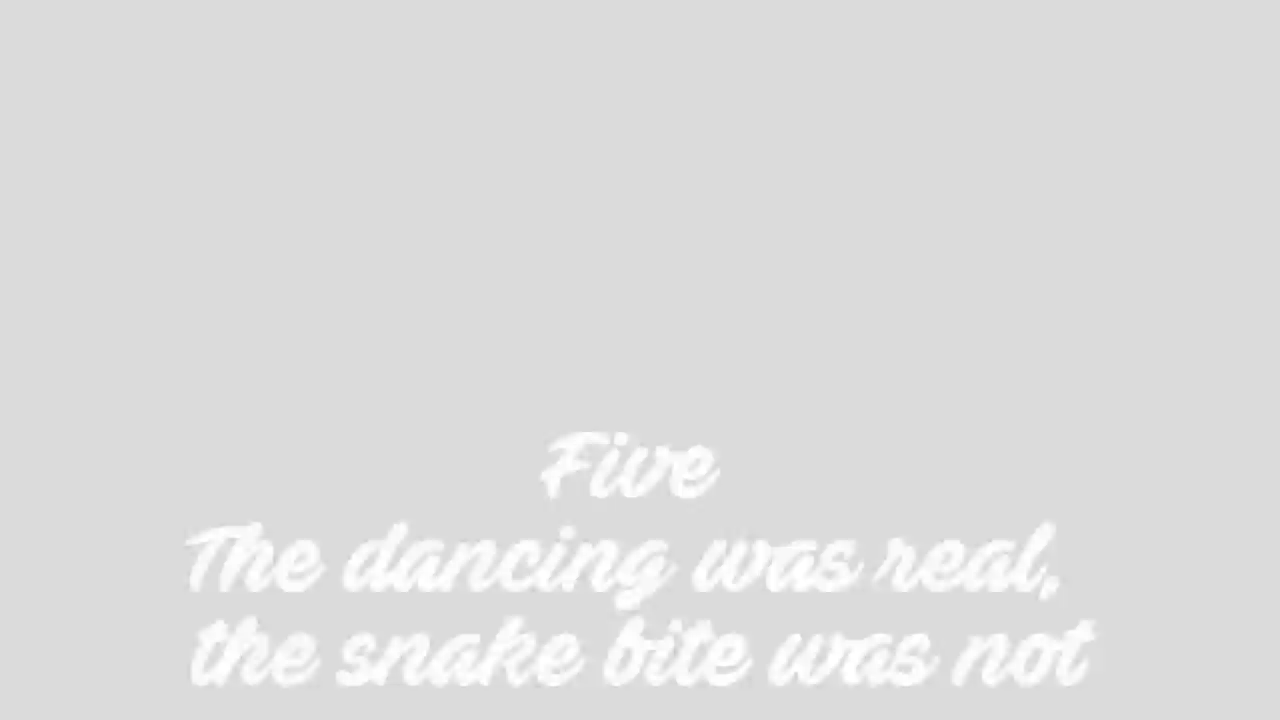 Five
The dancing was real,
the snake bite was not